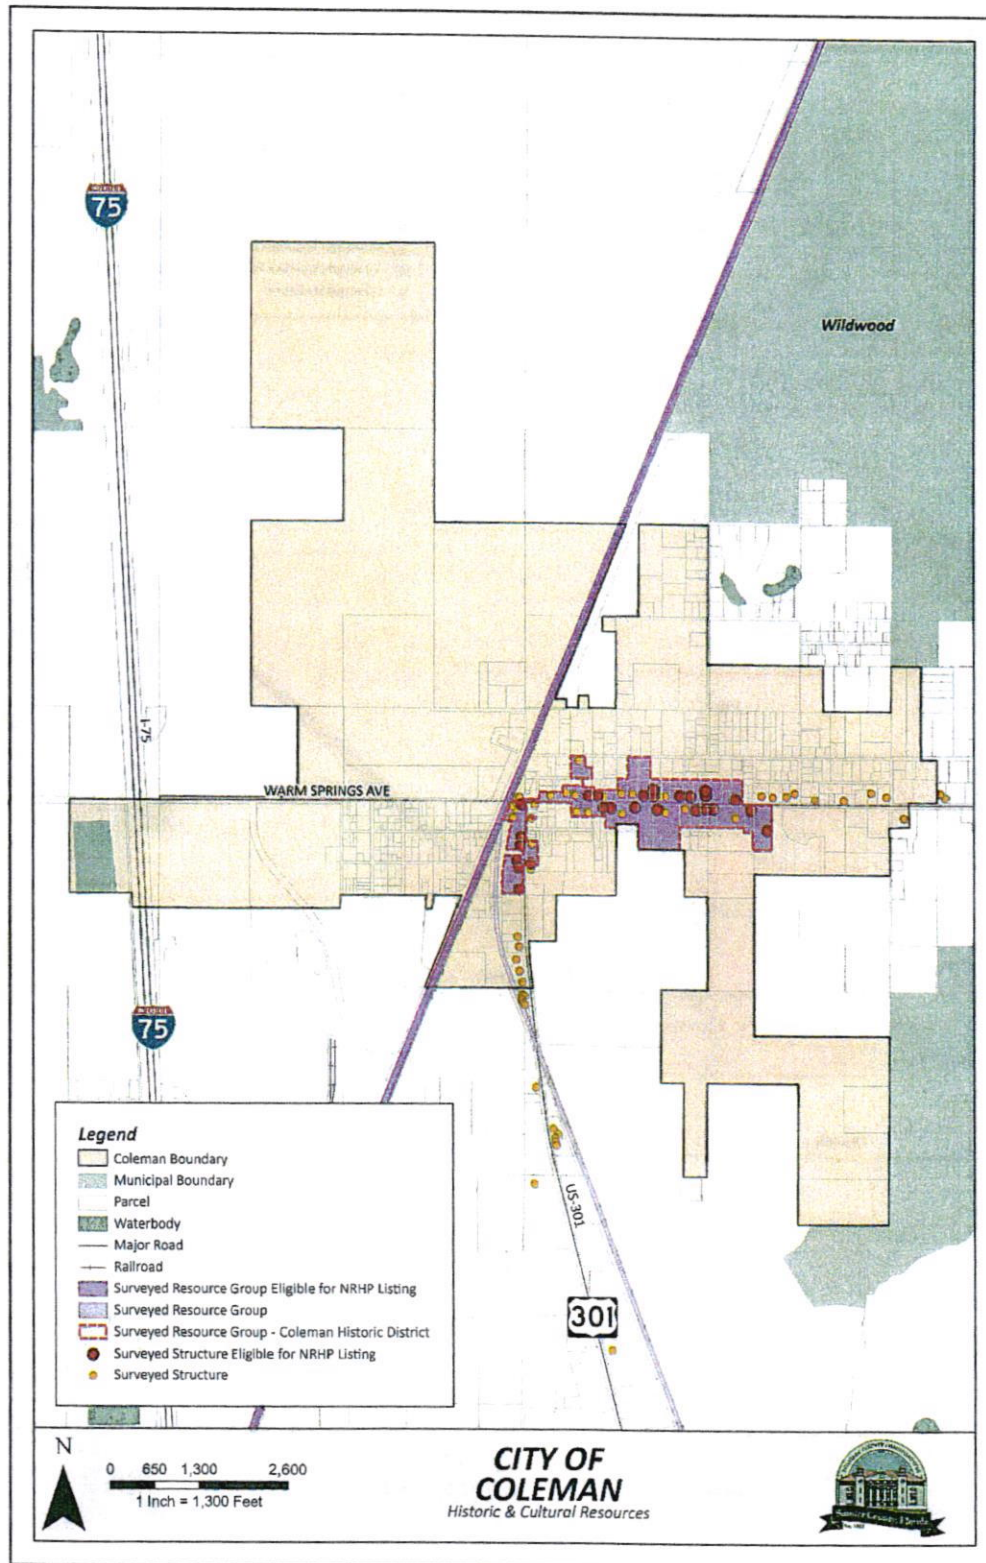 75
Wildwood
I-75
WARM SPRINGS AVE
75
US-301
301
Legend
Coleman Boundary
Municipal Boundary
Parcel
Waterbody
Major Road
Railroad
Surveyed Resource Group Eligible for NRHP Listing
Surveyed Resource Group
Surveyed Resource Group - Coleman Historic District
Surveyed Structure Eligible for NRHP Listing
Surveyed Structure
N
0 650 1,300 2,600
1 Inch = 1,300 Feet
CITY OF
COLEMAN
Historic & Cultural Resources